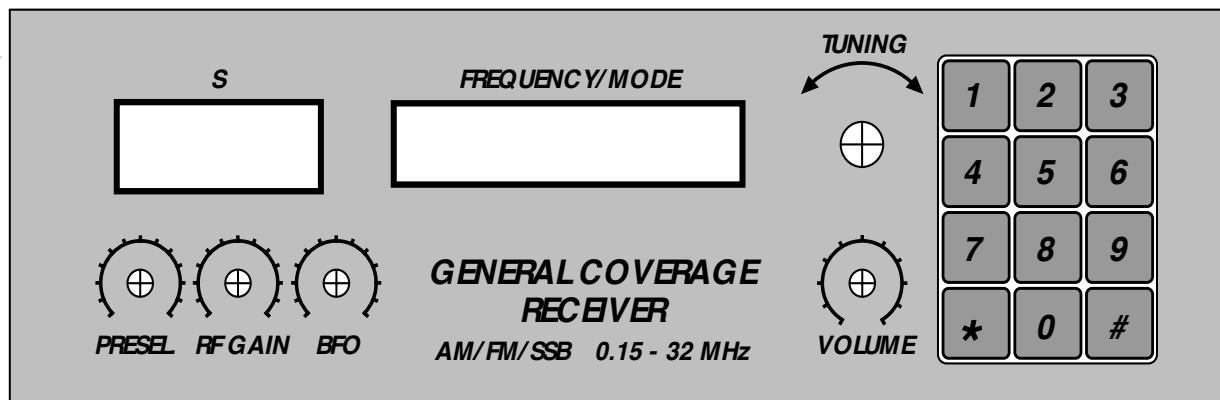 S
FREQUENCY/MODE
TUNING
1 2 3
4 5 6
7 8 9
* 0 #
PRESEL.
RF GAIN
BFO
GENERAL COVERAGE
RECEIVER
AM/FM/SSB 0.15 - 32 MHz
VOLUME